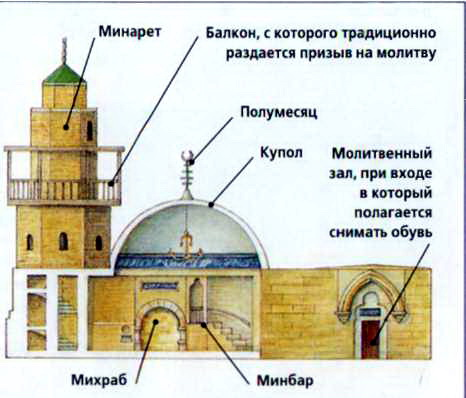 Минарет
Балкон, с которого традиционно
раздается призыв на молитву
Полумесяц
Купол
Молитвенный
зал, при входе
в который
полагается
снимать обувь
Михраб
Минбар